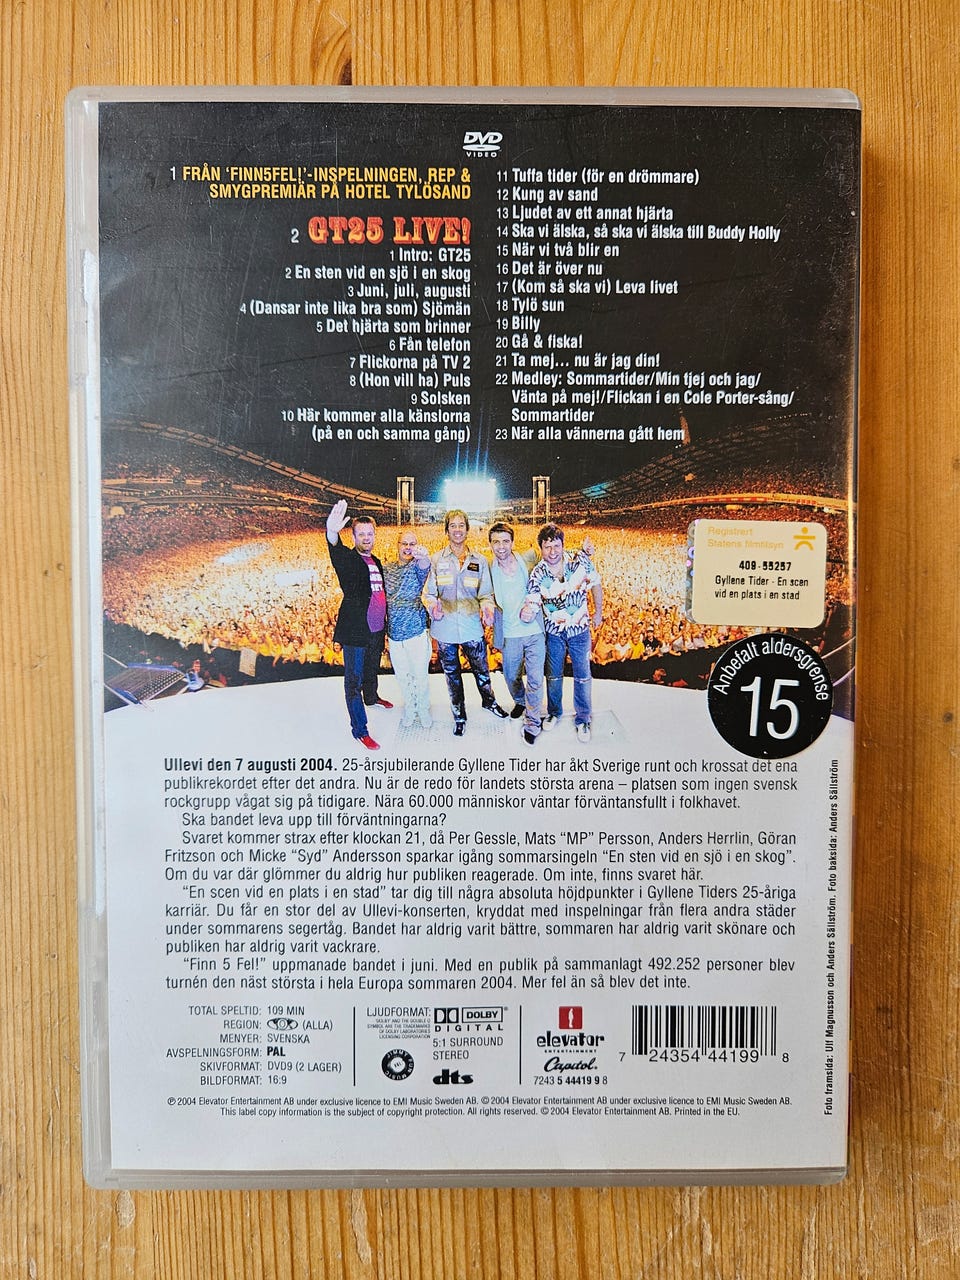 DVD
VIDEO
1 FRÅN ‘FINN5FEL!’-INSPELNINGEN, REP &
SMYGPREMIÄR PÅ HOTEL TYLÖSAND
2 GT25 LIVE!
1 Intro: GT25
2 En sten vid en sjö i en skog
3 Juni, juli, augusti
4 (Dansar inte lika bra som) Sjömän
5 Det hjärta som brinner
6 Fån telefon
7 Flickorna på TV 2
8 (Hon vill ha) Puls
9 Solsken
10 Här kommer alla känslorna
(på en och samma gång)
11 Tuffa tider (för en drömmare)
12 Kung av sand
13 Ljudet av ett annat hjärta
14 Ska vi älska, så ska vi älska till Buddy Holly
15 När vi två blir en
16 Det är över nu
17 (Kom så ska vi) Leva livet
18 Tylö sun
19 Billy
20 Gå & fiska!
21 Ta mej... nu är jag din!
22 Medley: Sommartider/Min tjej och jag/
Vänta på mej!/Flickan i en Cole Porter-sång/
Sommartider
23 När alla vännerna gått hem
Registrert
Statens filmtilsyn
409-55257
Gyllene Tider - En scen
vid en plats i en stad
Anbefalt aldersgrense
15
Ullevi den 7 augusti 2004. 25-årsjubilerande Gyllene Tider har åkt Sverige runt och krossat det ena
publikrekordet efter det andra. Nu är de redo för landets största arena – platsen som ingen svensk
rockgrupp vågat sig på tidigare. Nära 60.000 människor väntar förväntansfullt i folkhavet.
Ska bandet leva upp till förväntningarna?
Svaret kommer strax efter klockan 21, då Per Gessle, Mats “MP” Persson, Anders Herrlin, Göran
Fritzson och Micke “Syd” Andersson sparkar igång sommarsingeln “En sten vid en sjö i en skog”.
Om du var där glömmer du aldrig hur publiken reagerade. Om inte, finns svaret här.
“En scen vid en plats i en stad” tar dig till några absoluta höjdpunkter i Gyllene Tiders 25-åriga
karriär. Du får en stor del av Ullevi-konserten, kryddat med inspelningar från flera andra städer
under sommarens segertåg. Bandet har aldrig varit bättre, sommaren har aldrig varit skönare och
publiken har aldrig varit vackrare.
“Finn 5 Fel!” uppmanade bandet i juni. Med en publik på sammanlagt 492.252 personer blev
turnén den näst största i hela Europa sommaren 2004. Mer fel än så blev det inte.
TOTAL SPELTID: 109 MIN
REGION: (ALLA)
MENYER: SVENSKA
AVSPELNINGSFORM: PAL
SKIVFORMAT: DVD9 (2 LAGER)
BILDFORMAT: 16:9
LJUDFORMAT:
DOLBY AND THE DOUBLE D
SYMBOL ARE THE TRADEMARKS
OF DOLBY LABORATORIES
LICENSING CORPORATION
DOLBY
DIGITAL
5:1 SURROUND
STEREO
dts
elevator
ENTERTAINMENT
Capitol.
7243 5 44419 9 8
7 24354 44199 8
℗ 2004 Elevator Entertainment AB under exclusive licence to EMI Music Sweden AB. © 2004 Elevator Entertainment AB under exclusive licence to EMI Music Sweden AB.
This label copy information is the subject of copyright protection. All rights reserved. © 2004 Elevator Entertainment AB. Printed in the EU.
Foto framsida: Ulf Magnusson och Anders Sällström. Foto baksida: Anders Sällström